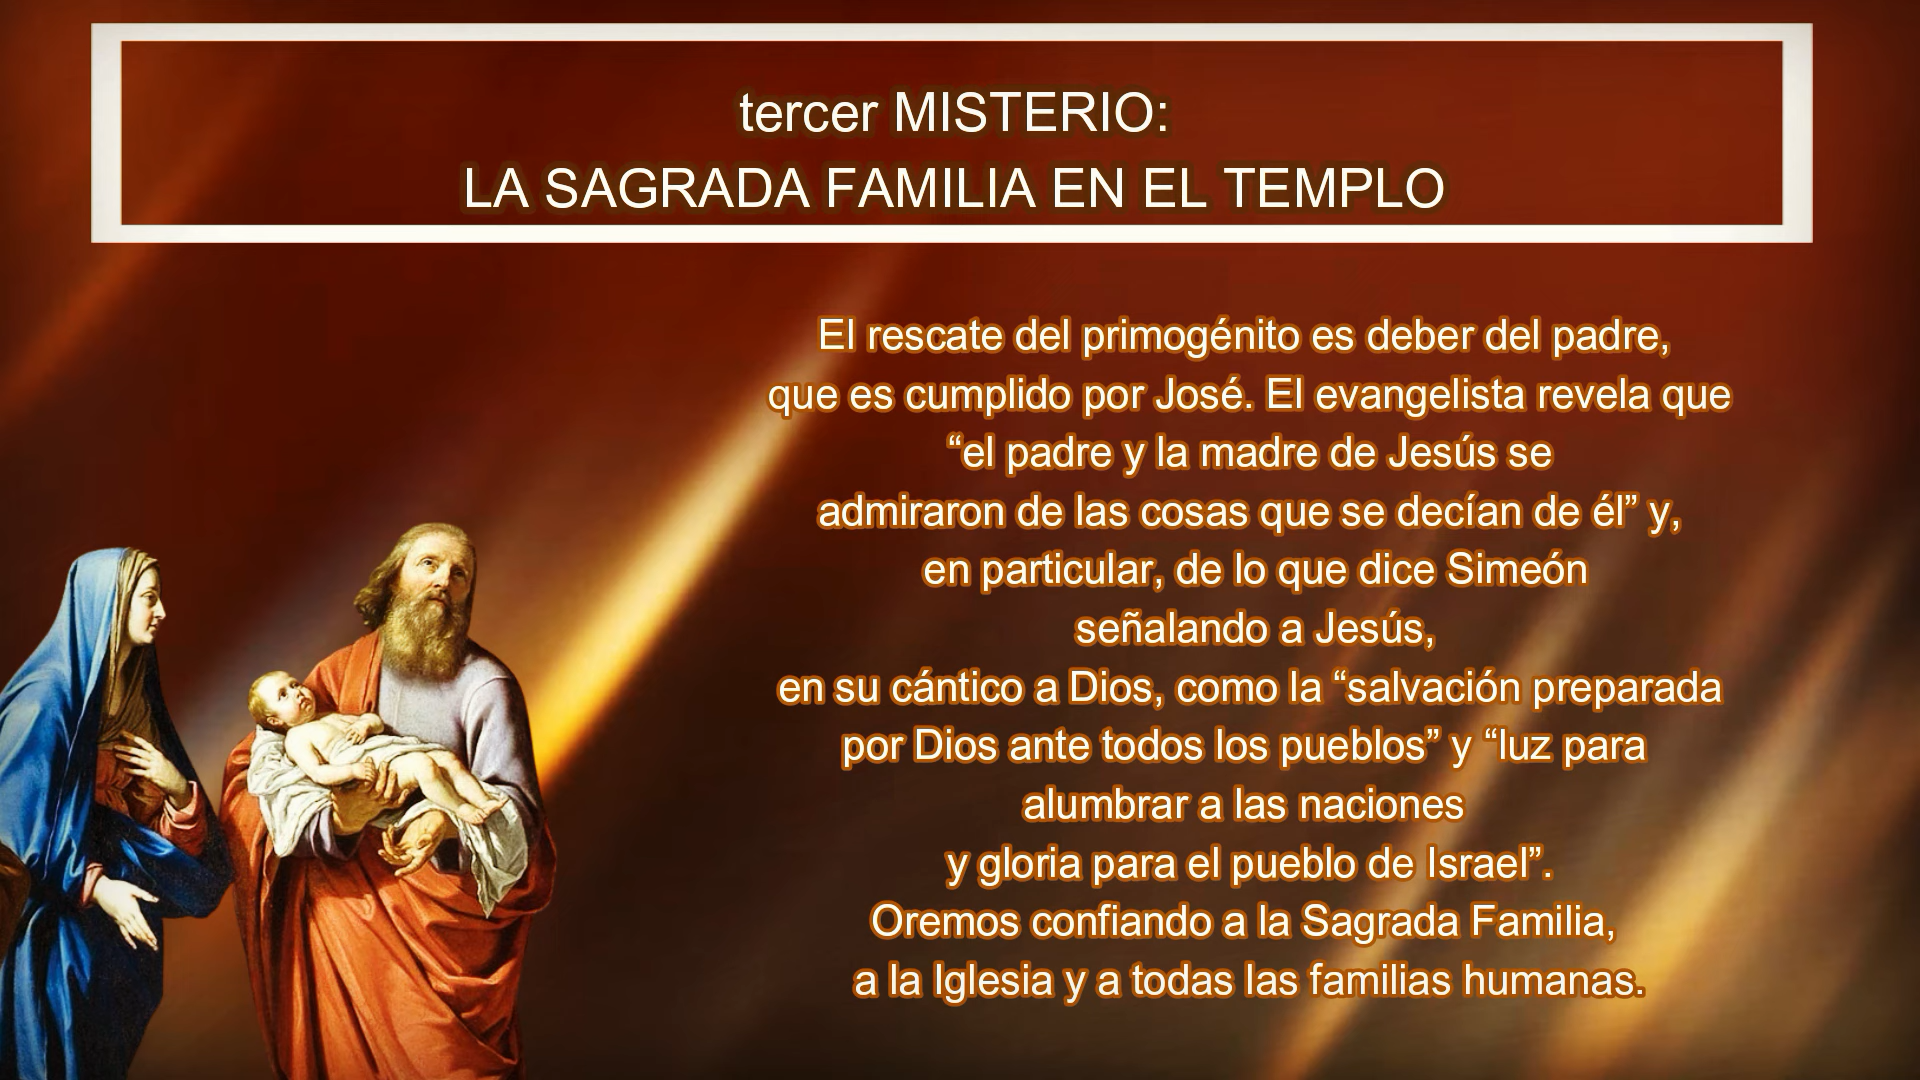 tercer MISTERIO:
LA SAGRADA FAMILIA EN EL TEMPLO
El rescate del primogénito es deber del padre,
que es cumplido por José. El evangelista revela que
“el padre y la madre de Jesús se
admiraron de las cosas que se decían de él” y,
en particular, de lo que dice Simeón
señalando a Jesús,
en su cántico a Dios, como la “salvación preparada
por Dios ante todos los pueblos” y “luz para
alumbrar a las naciones
y gloria para el pueblo de Israel”.
Oremos confiando a la Sagrada Familia,
a la Iglesia y a todas las familias humanas.